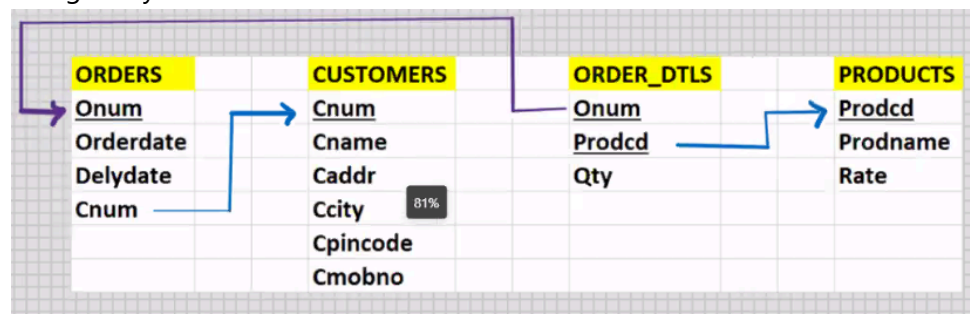 ORDERS CUSTOMERS ORDER_DTLS PRODUCTS
Onum Cnum Onum Prodcd
Orderdate Cname Prodcd Prodname
Delydate Caddr Qty Rate
Cnum Ccity 81%
Cpincode
Cmobno